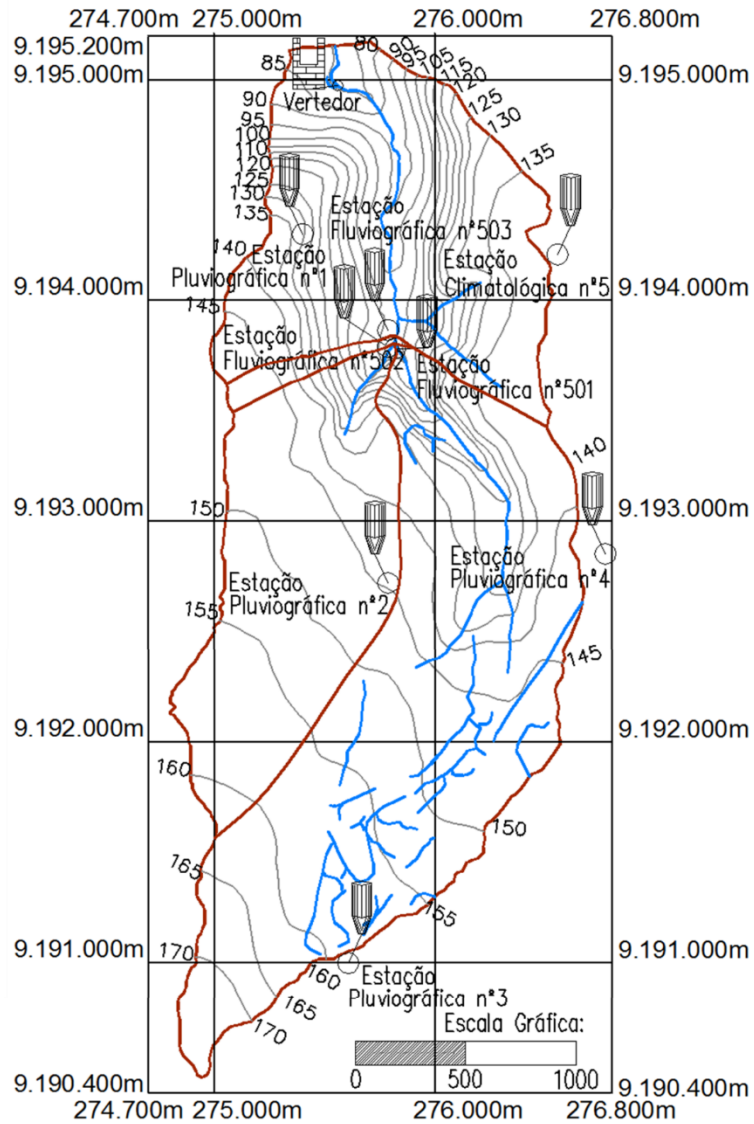 274.700m 275.000m 276.000m 276.800m
9.195.200m 9.195.200m
9.195.000m 9.195.000m
80
90
95
105
115
120
125
130
135
85
Vertedor
90
95
100
110
120
125
130
135
140
145
Estação
Fluviográfica nº503
Estação
Pluviográfica nº1
Estação
Climatológica nº5
9.194.000m 9.194.000m
Estação
Fluviográfica nº502
Estação
Fluviográfica nº501
140
9.193.000m 9.193.000m
150
Estação
Pluviográfica nº4
Estação
Pluviográfica nº2
155
145
9.192.000m 9.192.000m
160
150
165
155
170
9.191.000m 9.191.000m
160
Estação
Pluviográfica nº3
165
170
Escala Gráfica:
0 500 1000
9.190.400m 9.190.400m
274.700m 275.000m 276.000m 276.800m